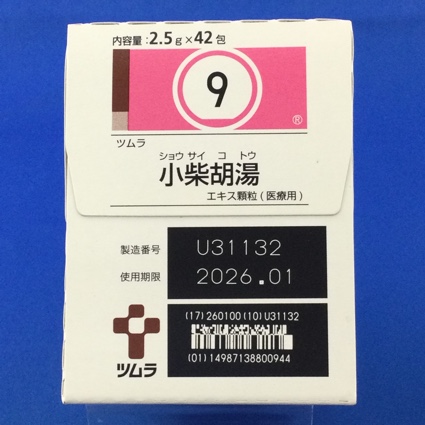 内容量:2.5g×42包
9
®
ツムラ
ショウ サイ コ トウ
小柴胡湯
エキス顆粒(医療用)
製造番号 U31132
使用期限 2026.01
(17)260100(10)U31132
(01)14987138800944
ツムラ